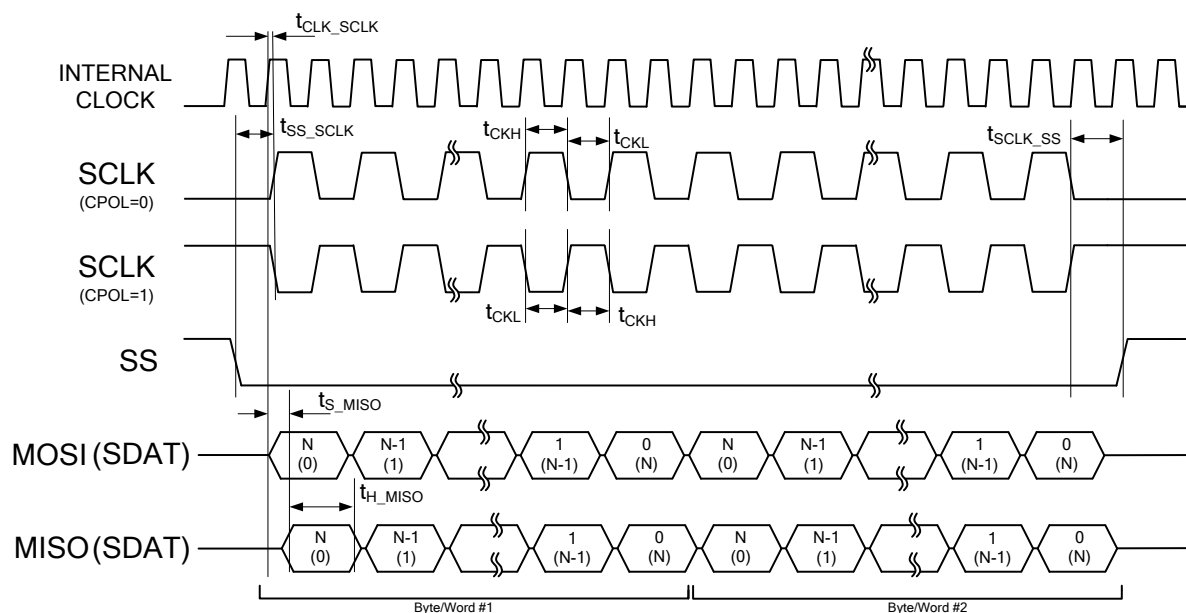 tCLK_SCLK
INTERNAL
CLOCK
tSS_SCLK
tCKH
tCKL
tSCLK_SS
SCLK
(CPOL=0)
SCLK
(CPOL=1)
tCKL
tCKH
SS
tS_MISO
MOSI (SDAT)
N N-1 1 0 N N-1 1 0
(0) (1) (N-1) (N) (0) (1) (N-1) (N)
tH_MISO
MISO (SDAT)
N N-1 1 0 N N-1 1 0
(0) (1) (N-1) (N) (0) (1) (N-1) (N)
Byte/Word #1 Byte/Word #2